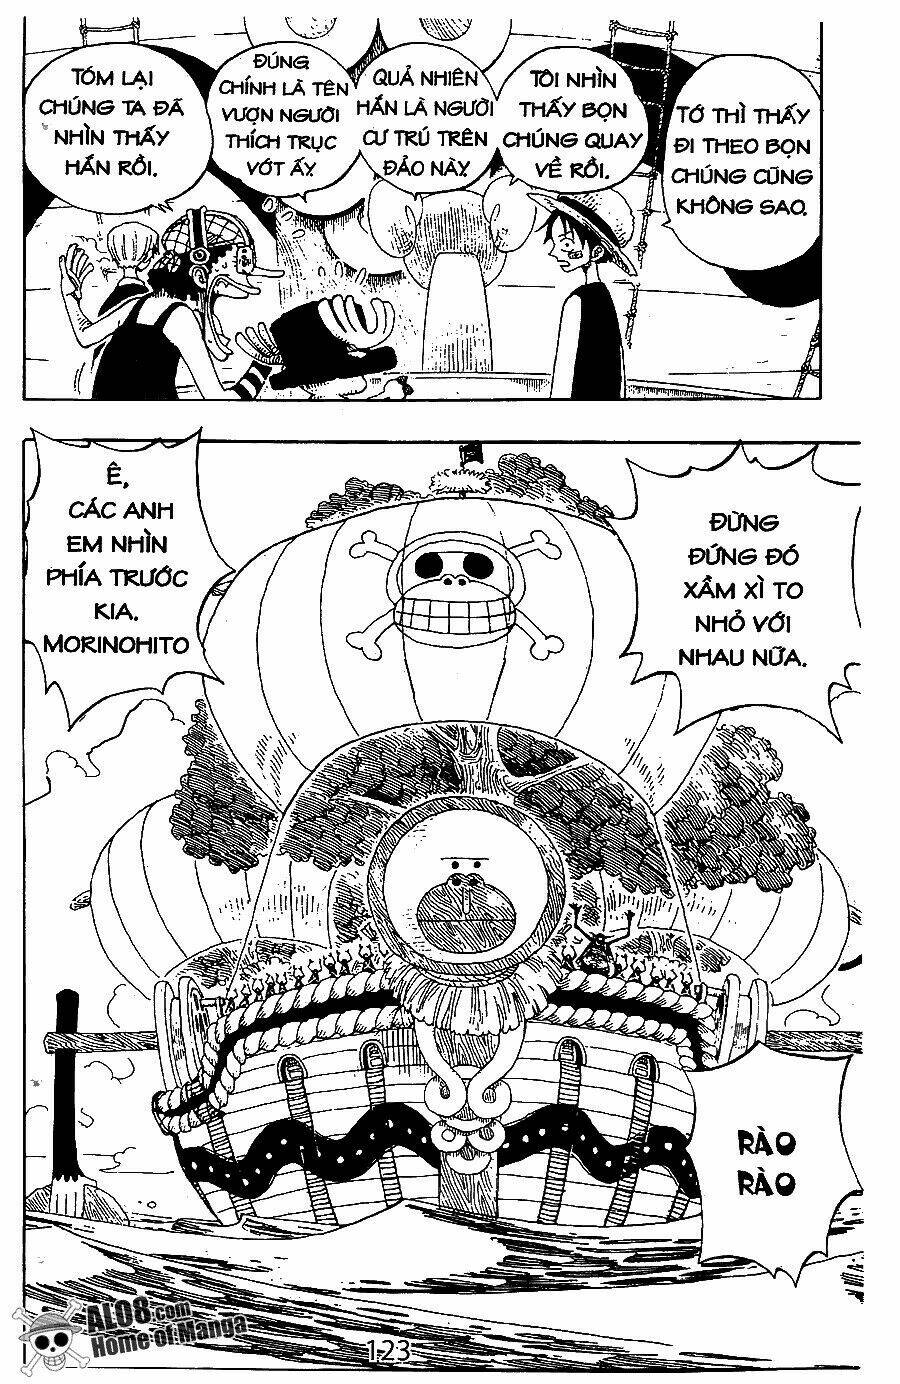 TÓM LẠI
CHÚNG TA ĐÃ
NHÌN THẤY
HẮN RỒI.
ĐÚNG
CHÍNH LÀ TÊN
VƯỢN NGƯỜI
THÍCH TRỤC
VỚT ẤY.
QUẢ NHIÊN
HẮN LÀ NGƯỜI
CƯ TRÚ TRÊN
ĐẢO NÀY.
TÔI NHÌN
THẤY BỌN
CHÚNG QUAY
VỀ RỒI.
TỚ THÌ THẤY
ĐI THEO BỌN
CHÚNG CŨNG
KHÔNG SAO.
Ê,
CÁC ANH
EM NHÌN
PHÍA TRƯỚC
KIA.
MORINOHITO
ĐỪNG
ĐỨNG ĐÓ
XẦM XÌ TO
NHỎ VỚI
NHAU NỮA.
RÀO
RÀO
ALO8.com
Home of Manga
123